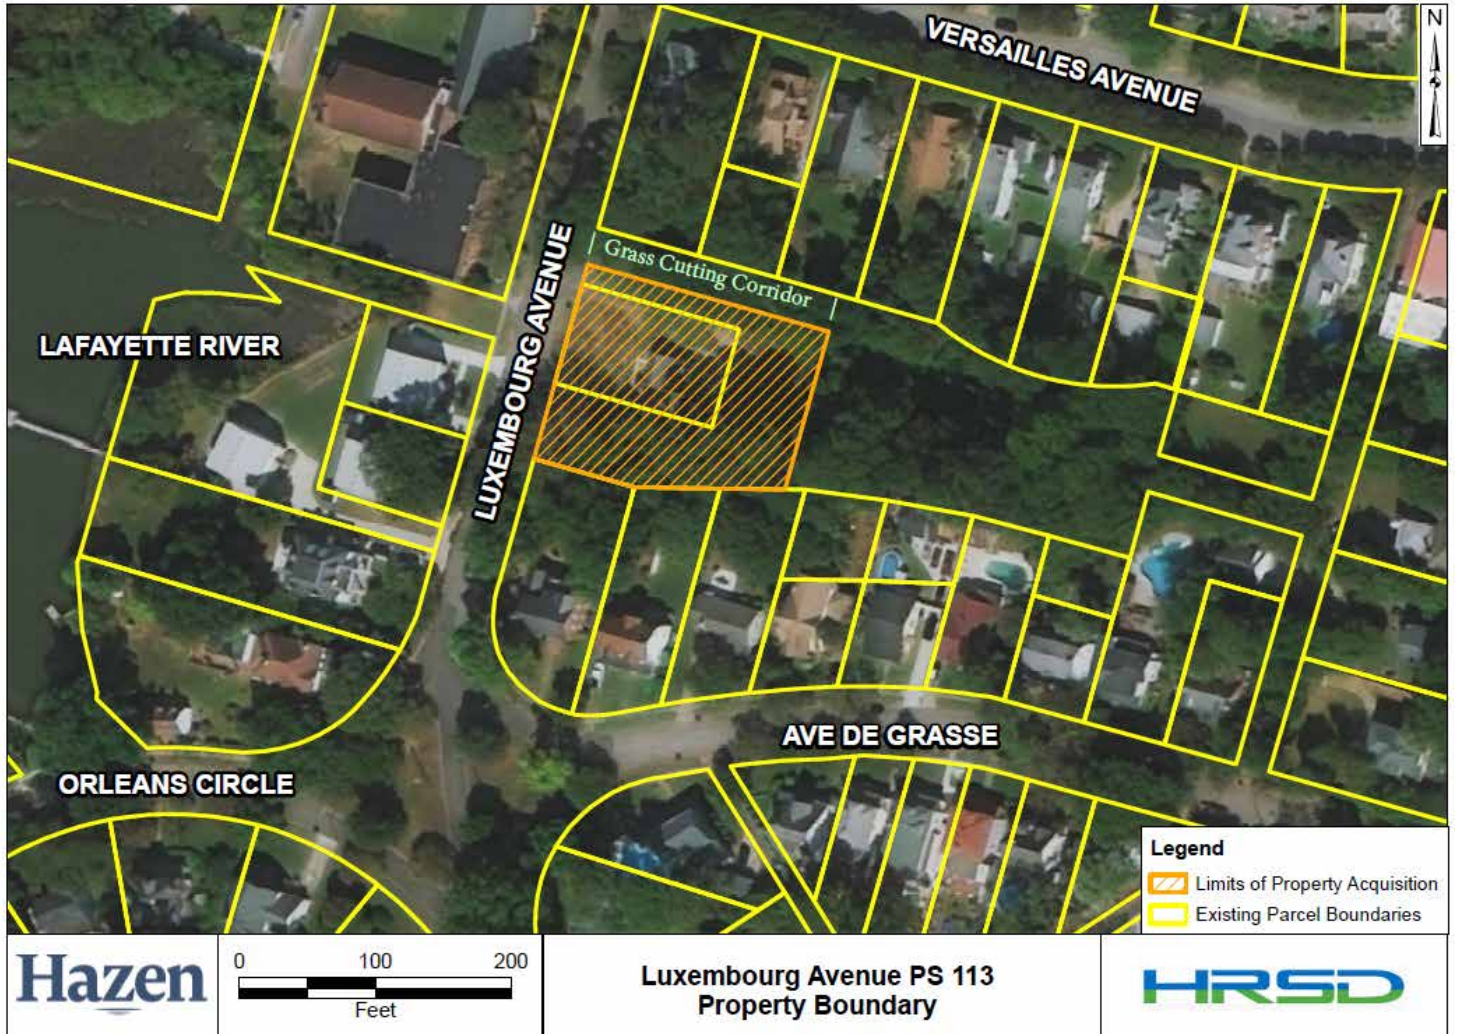 VERSAILLES AVENUE
N
Grass Cutting Corridor
LUXEMBOURG AVENUE
LAFAYETTE RIVER
AVE DE GRASSE
ORLEANS CIRCLE
Legend
Limits of Property Acquisition
Existing Parcel Boundaries
Hazen
0 100 200
Feet
Luxembourg Avenue PS 113
Property Boundary
HRSD